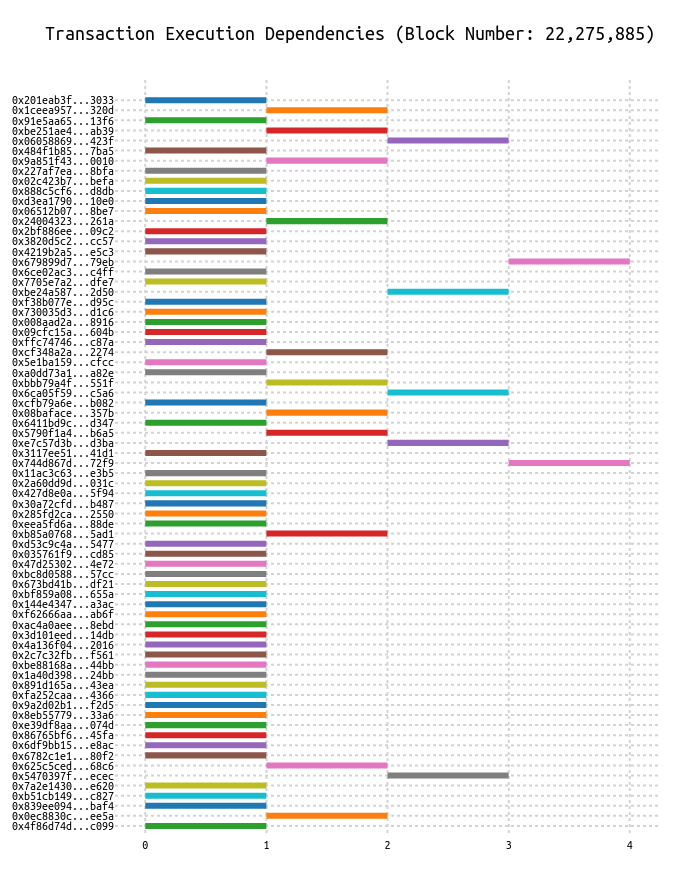 Transaction Execution Dependencies (Block Number: 22,275,885)
0x201eab3f...3033
0x1ceea957...320d
0x91e5aa65...13f6
0xbe251ae4...ab39
0x06058869...423f
0x484f1b85...7ba5
0x9a851f43...0010
0x227af7ea...8bfa
0x02c423b7...befa
0x888c5cf6...d8db
0xd3ea1790...10e0
0x06512b07...8be7
0x24004323...261a
0x2bf886ee...09c2
0x3820d5c2...cc57
0x4219b2a5...e5c3
0x679899d7...79eb
0x6ce02ac3...c4ff
0x7705e7a2...dfe7
0xbe24a587...2d50
0xf38b077e...d95c
0x730035d3...d1c6
0x008aad2a...8916
0x09cfc15a...604b
0xffc74746...c87a
0xcf348a2a...2274
0x5e1ba159...cfcc
0xa0dd73a1...a82e
0xbbb79a4f...551f
0x6ca05f59...c5a6
0xcfb79a6e...b082
0x08baface...357b
0x6411bd9c...d347
0x5790f1a4...b6a5
0xe7c57d3b...d3ba
0x3117ee51...41d1
0x744d867d...72f9
0x11ac3c63...e3b5
0x2a60dd9d...031c
0x427d8e0a...5f94
0x30a72cfd...b487
0x285fd2ca...2550
0xeea5fd6a...88de
0xb85a0768...5ad1
0xd53c9c4a...5477
0x035761f9...cd85
0x47d25302...4e72
0xbc8d0588...57cc
0x673bd41b...df21
0xbf859a08...655a
0x144e4347...a3ac
0xf62666aa...ab6f
0xac4a0aee...8ebd
0x3d101eed...14db
0x4a136f04...2016
0x2c7c32fb...f561
0xbe88168a...44bb
0x1a40d398...24bb
0x891d165a...43ea
0xfa252caa...4366
0x9a2d02b1...f2d5
0x8eb55779...33a6
0xe39df8aa...074d
0x86765bf6...45fa
0x6df9bb15...e8ac
0x6782c1e1...80f2
0x625c5ced...68c6
0x5470397f...ecec
0x7a2e1430...e620
0xb51cb149...c827
0x839ee094...baf4
0x0ec8830c...ee5a
0x4f86d74d...c099
0 1 2 3 4